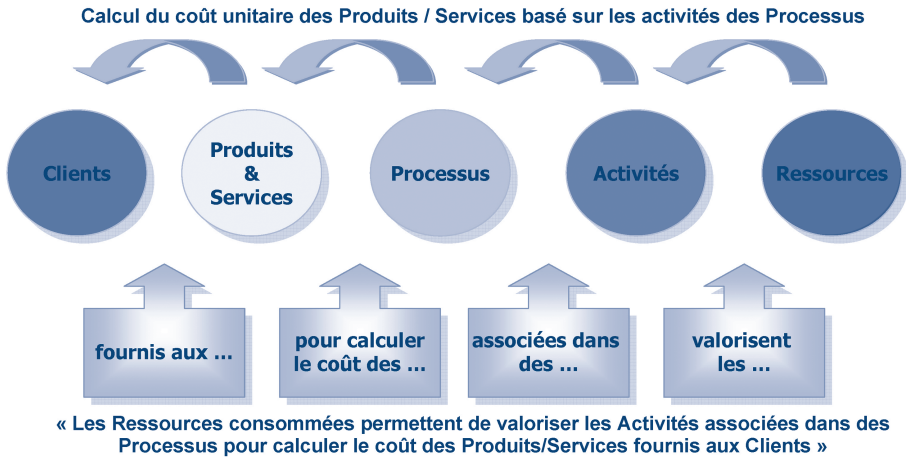 Calcul du coût unitaire des Produits / Services basé sur les activités des Processus
Clients
Produits
&
Services
Processus
Activités
Ressources
fournis aux ...
pour calculer
le coût des ...
associées dans
des ...
valorisent
les ...
« Les Ressources consommées permettent de valoriser les Activités associées dans des
Processus pour calculer le coût des Produits/Services fournis aux Clients »